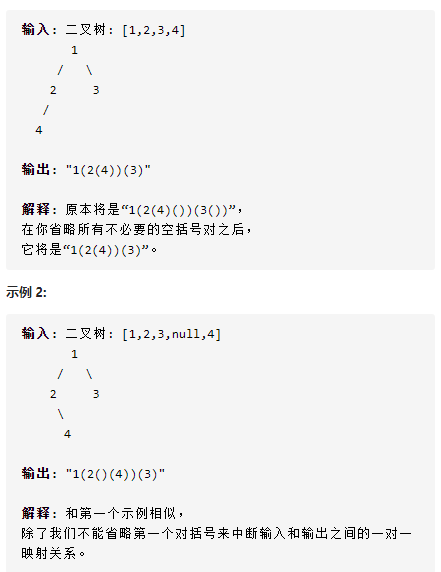 输入: 二叉树: [1,2,3,4]
       1
     /   \
    2     3
   /
  4
输出: "1(2(4))(3)"
解释: 原本将是“1(2(4)())(3())”，
在你省略所有不必要的空括号对之后，
它将是“1(2(4))(3)”。
示例 2:
输入: 二叉树: [1,2,3,null,4]
       1
     /   \
    2     3
     \
      4
输出: "1(2()(4))(3)"
解释: 和第一个示例相似，
除了我们不能省略第一个对括号来中断输入和输出之间的一对一
映射关系。